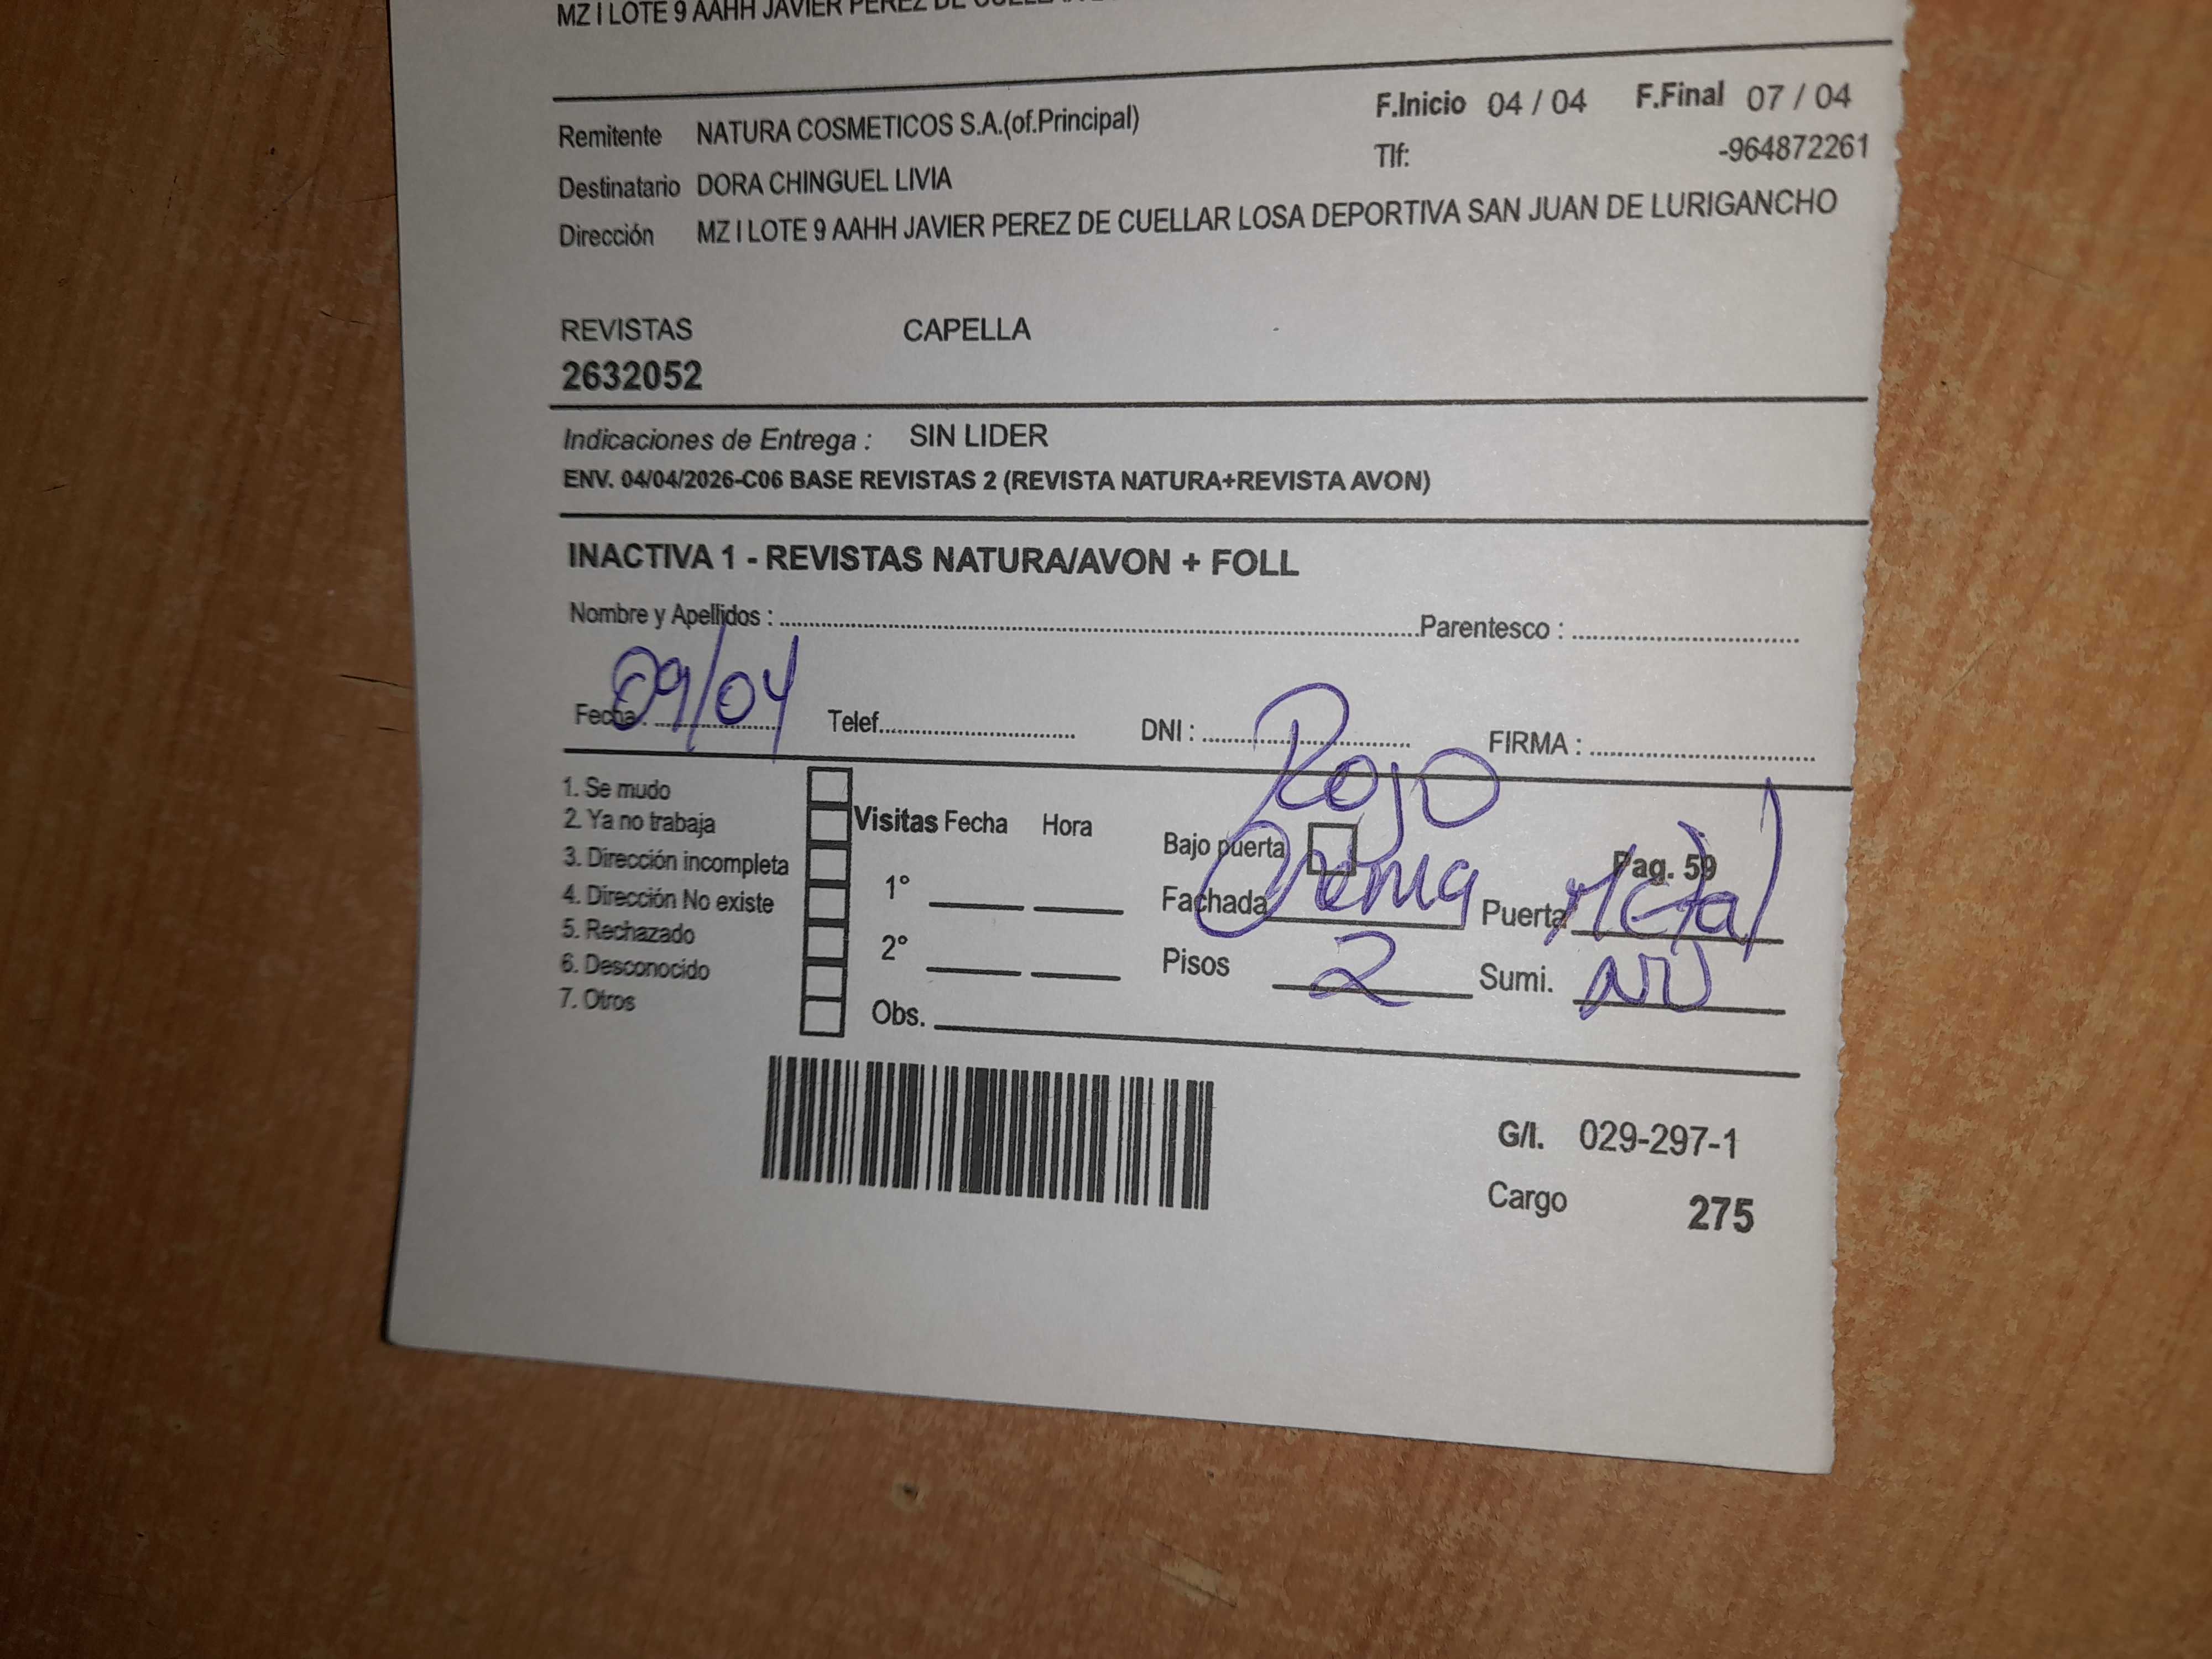 MZ I LOTE 9 AAHH JAVIER PEREZ DE CUELLAR
F.Inicio 04 / 04 F.Final 07 / 04
Remitente NATURA COSMETICOS S.A.(of.Principal)
Tlf: -964872261
Destinatario DORA CHINGUEL LIVIA
Dirección MZ I LOTE 9 AAHH JAVIER PEREZ DE CUELLAR LOSA DEPORTIVA SAN JUAN DE LURIGANCHO
REVISTAS CAPELLA
2632052
Indicaciones de Entrega : SIN LIDER
ENV. 04/04/2026-C06 BASE REVISTAS 2 (REVISTA NATURA+REVISTA AVON)
INACTIVA 1 - REVISTAS NATURA/AVON + FOLL
Nombre y Apellidos : Parentesco :
Fecha : 09/04 Telef. DNI : FIRMA :
Rojo
1. Se mudo
2. Ya no trabaja
3. Dirección incompleta
4. Dirección No existe
5. Rechazado
6. Desconocido
7. Otros
Visitas Fecha Hora
1°
2°
Obs.
Bajo puerta Pag. 59
Fachada Crema Puerta Metal
Pisos 2 Sumi. NO
G/I. 029-297-1
Cargo 275